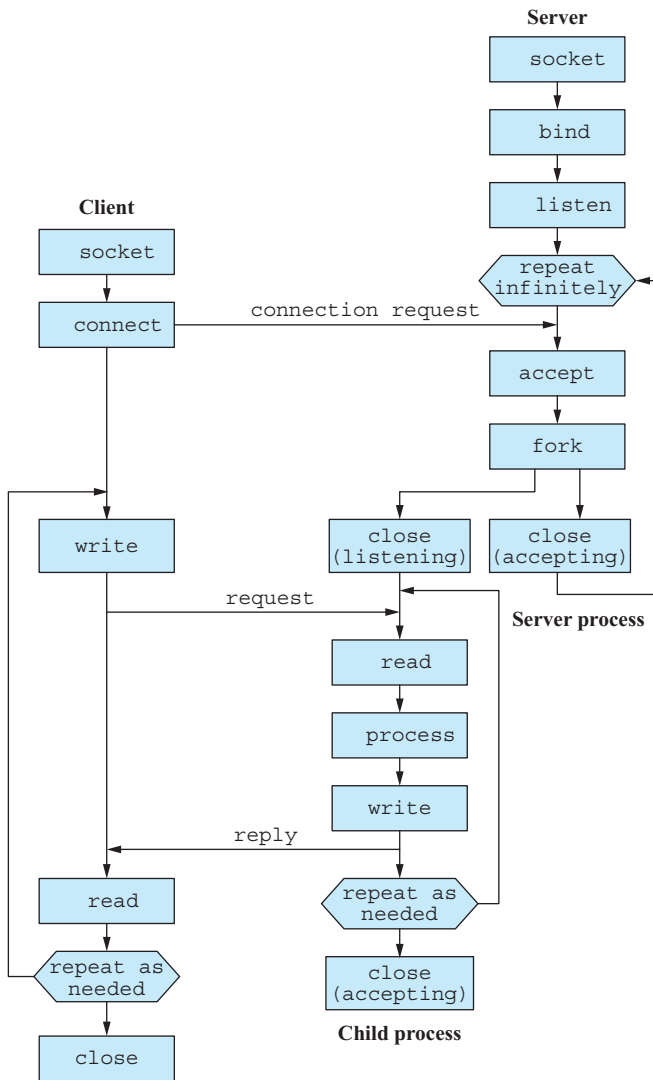 Server
socket
bind
listen
Client
socket
repeat
infinitely
connect
connection request
accept
fork
write
close
(listening)
close
(accepting)
request
Server process
read
process
write
reply
read
repeat as
needed
repeat as
needed
close
(accepting)
Child process
close